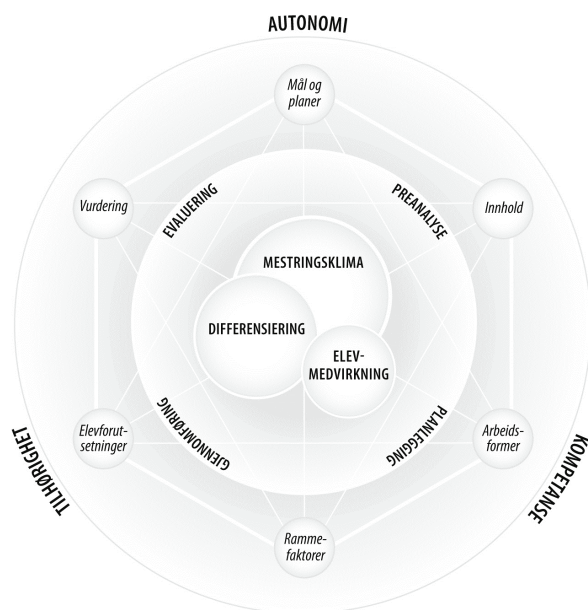 AUTONOMI
Mål og
planer
Vurdering
EVALUERING
PREANALYSE
Innhold
MESTRINGSKLIMA
DIFFERENSIERING
ELEV-
MEDVIRKNING
Elevforut-
setninger
GJENNOMFØRING
PLANLEGGING
Arbeids-
former
TILHØRIGHET
KOMPETANSE
Ramme-
faktorer